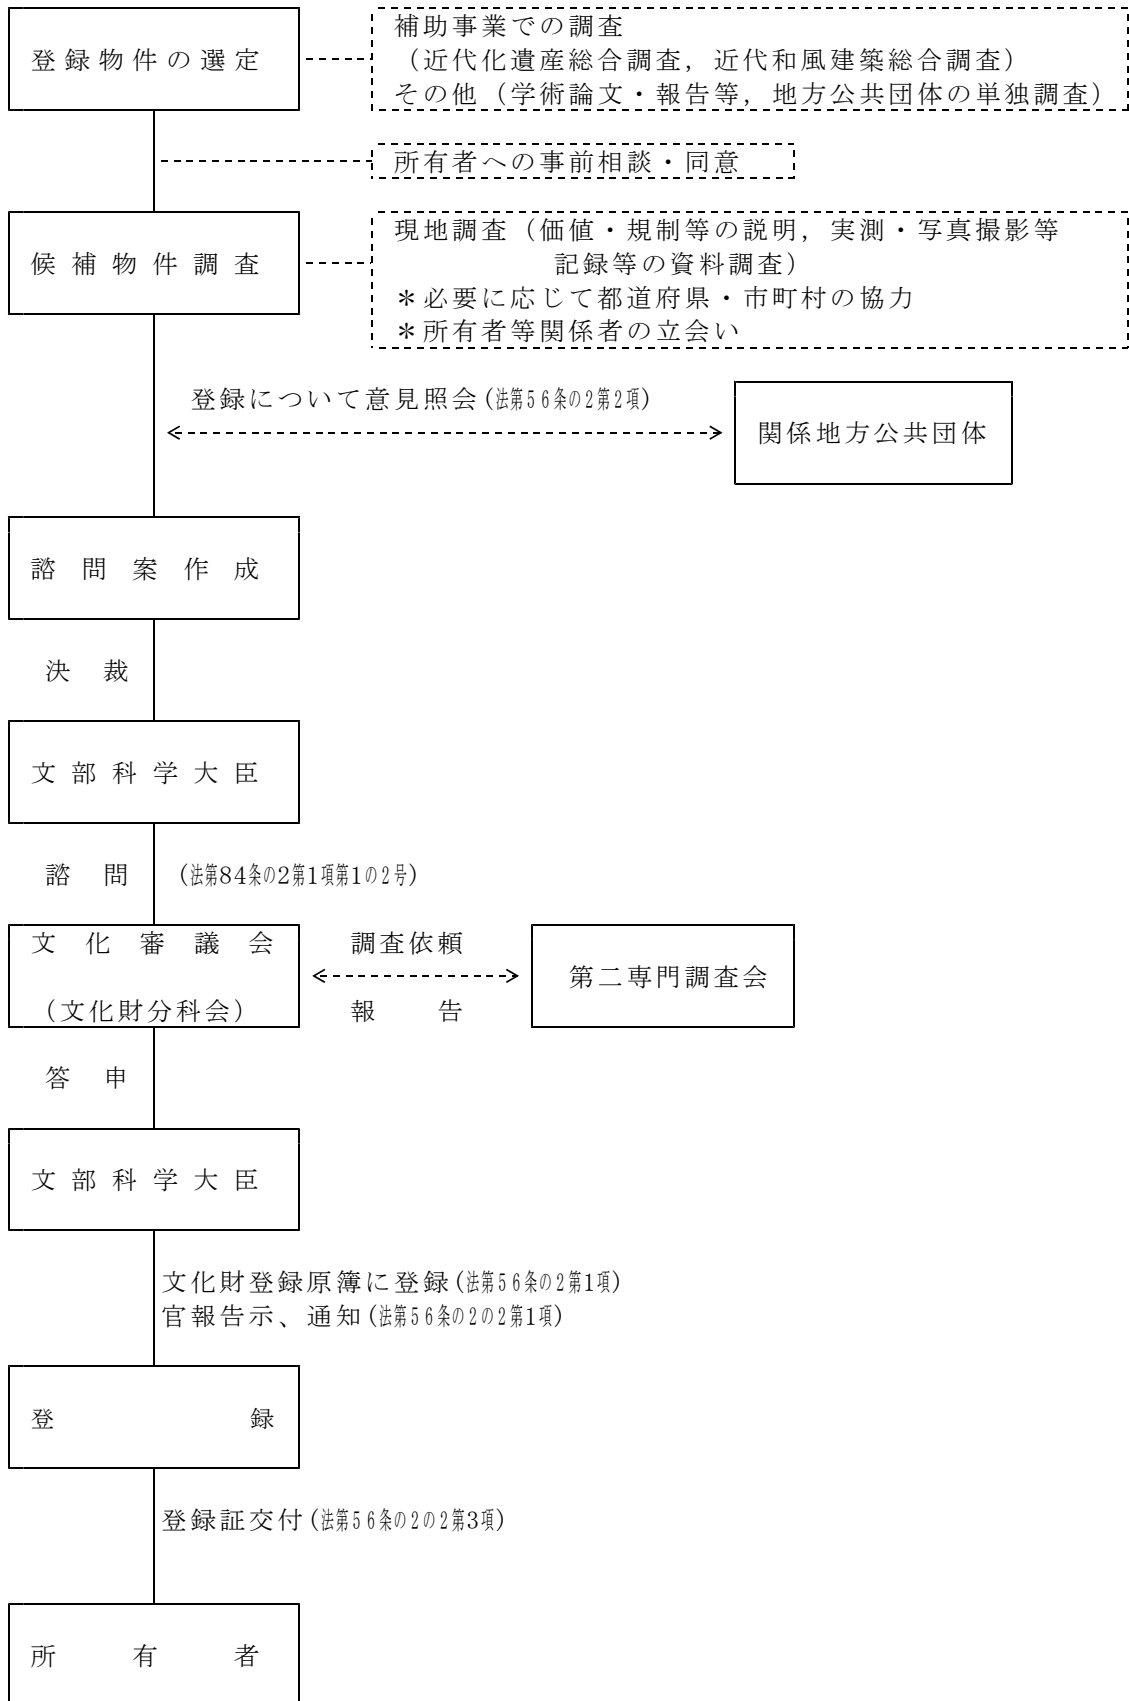 登録物件の選定
補助事業での調査
（近代化遺産総合調査，近代和風建築総合調査）
その他（学術論文・報告等，地方公共団体の単独調査）
所有者への事前相談・同意
候補物件調査
現地調査（価値・規制等の説明，実測・写真撮影等
記録等の資料調査）
＊必要に応じて都道府県・市町村の協力
＊所有者等関係者の立会い
登録について意見照会(法第56条の2第2項)
関係地方公共団体
諮問案作成
決裁
文部科学大臣
諮問 (法第84条の2第1項第1の2号)
文化審議会
（文化財分科会）
調査依頼
報告
第二専門調査会
答申
文部科学大臣
文化財登録原簿に登録(法第56条の2第1項)
官報告示、通知(法第56条の2の2第1項)
登録
登録証交付(法第56条の2の2第3項)
所有者